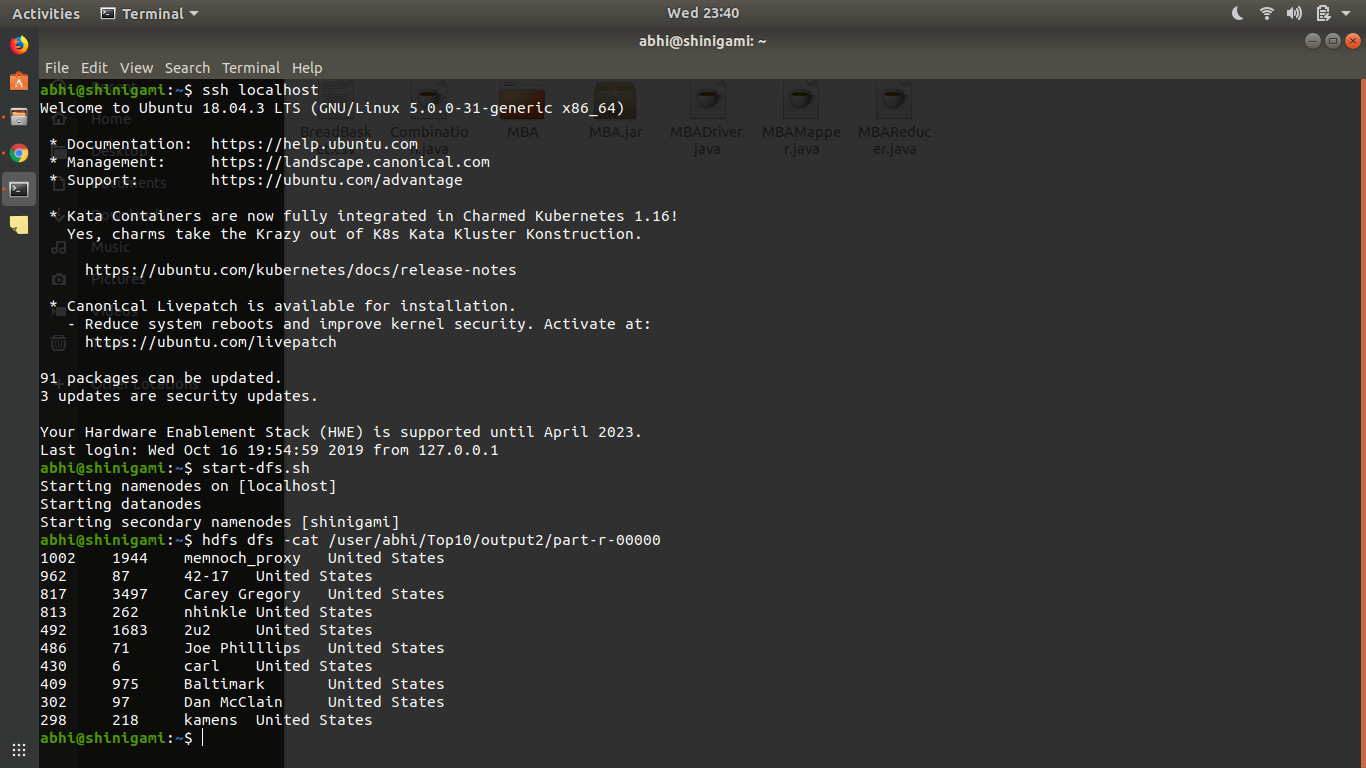 Activities Terminal Wed 23:40
abhi@shinigami: ~
File Edit View Search Terminal Help
abhi@shinigami:~$ ssh localhost
Welcome to Ubuntu 18.04.3 LTS (GNU/Linux 5.0.0-31-generic x86_64)
* Documentation: https://help.ubuntu.com
* Management: https://landscape.canonical.com
* Support: https://ubuntu.com/advantage
* Kata Containers are now fully integrated in Charmed Kubernetes 1.16!
Yes, charms take the Krazy out of K8s Kata Kluster Konstruction.
https://ubuntu.com/kubernetes/docs/release-notes
* Canonical Livepatch is available for installation.
- Reduce system reboots and improve kernel security. Activate at:
https://ubuntu.com/livepatch
91 packages can be updated.
3 updates are security updates.
Your Hardware Enablement Stack (HWE) is supported until April 2023.
Last login: Wed Oct 16 19:54:59 2019 from 127.0.0.1
abhi@shinigami:~$ start-dfs.sh
Starting namenodes on [localhost]
Starting datanodes
Starting secondary namenodes [shinigami]
abhi@shinigami:~$ hdfs dfs -cat /user/abhi/Top10/output2/part-r-00000
1002 1944 memnoch_proxy United States
962 87 42-17 United States
817 3497 Carey Gregory United States
813 262 nhinkle United States
492 1683 2u2 United States
486 71 Joe Philllips United States
430 6 carl United States
409 975 Baltimark United States
302 97 Dan McClain United States
298 218 kamens United States
abhi@shinigami:~$
Home
Documents
Music
Pictures
Videos
Other Locations
BreadBask
Combinatio
n.java
MBA
MBA.jar
MBADriver.
java
MBAMappe
r.java
MBAReduc
er.java